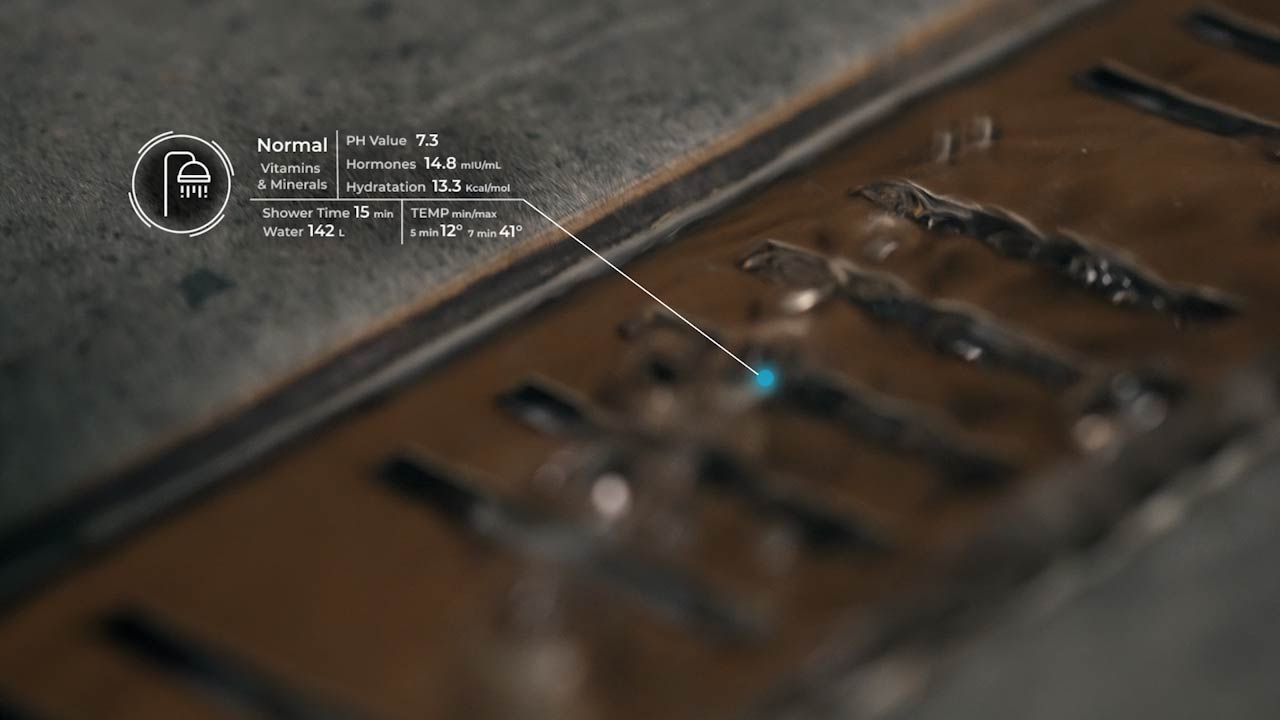 Normal
Vitamins
& Minerals
PH Value 7.3
Hormones 14.8 mIU/mL
Hydratation 13.3 Kcal/mol
Shower Time 15 min
Water 142 L
TEMP min/max
5 min 12° 7 min 41°